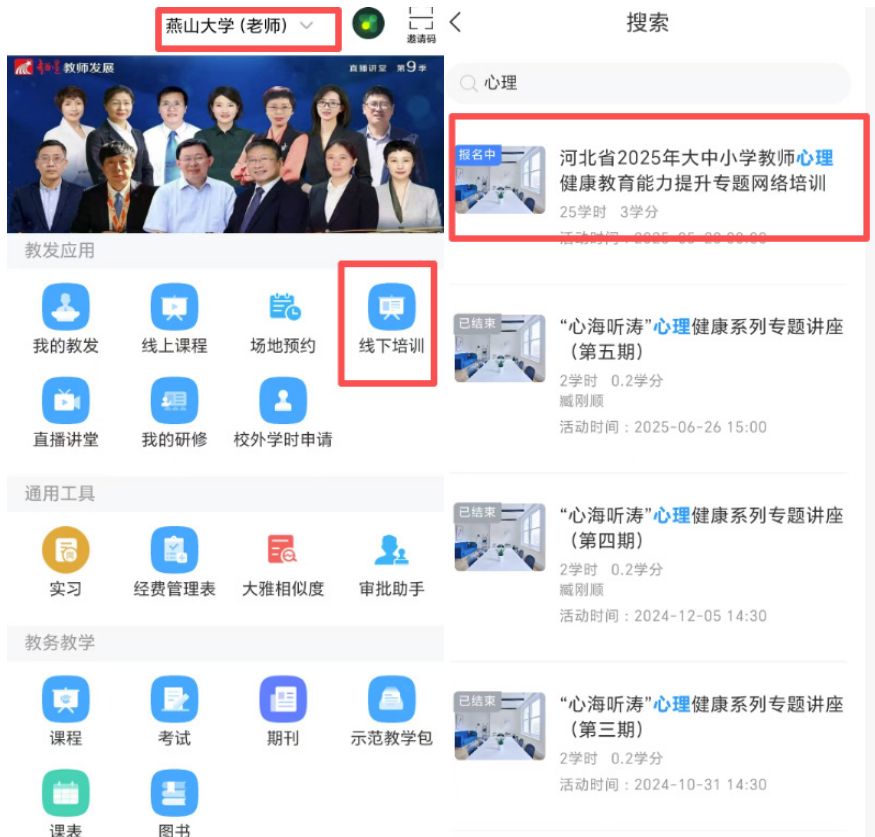 燕山大学 (老师)
邀请码
教师发展
直播讲堂 第9季
教发应用
我的教发
线上课程
场地预约
线下培训
直播讲堂
我的研修
校外学时申请
通用工具
实习
经费管理表
大雅相似度
审批助手
教务教学
课程
考试
期刊
示范教学包
课表
图书
搜索
心理
报名中
河北省2025年大中小学教师心理
健康教育能力提升专题网络培训
25学时 3学分
活动时间：2025-05-20 00:00
已结束
“心海听涛”心理健康系列专题讲座
（第五期）
2学时 0.2学分
臧刚顺
活动时间：2025-06-26 15:00
已结束
“心海听涛”心理健康系列专题讲座
（第四期）
2学时 0.2学分
臧刚顺
活动时间：2024-12-05 14:30
已结束
“心海听涛”心理健康系列专题讲座
（第三期）
2学时 0.2学分
活动时间：2024-10-31 14:30